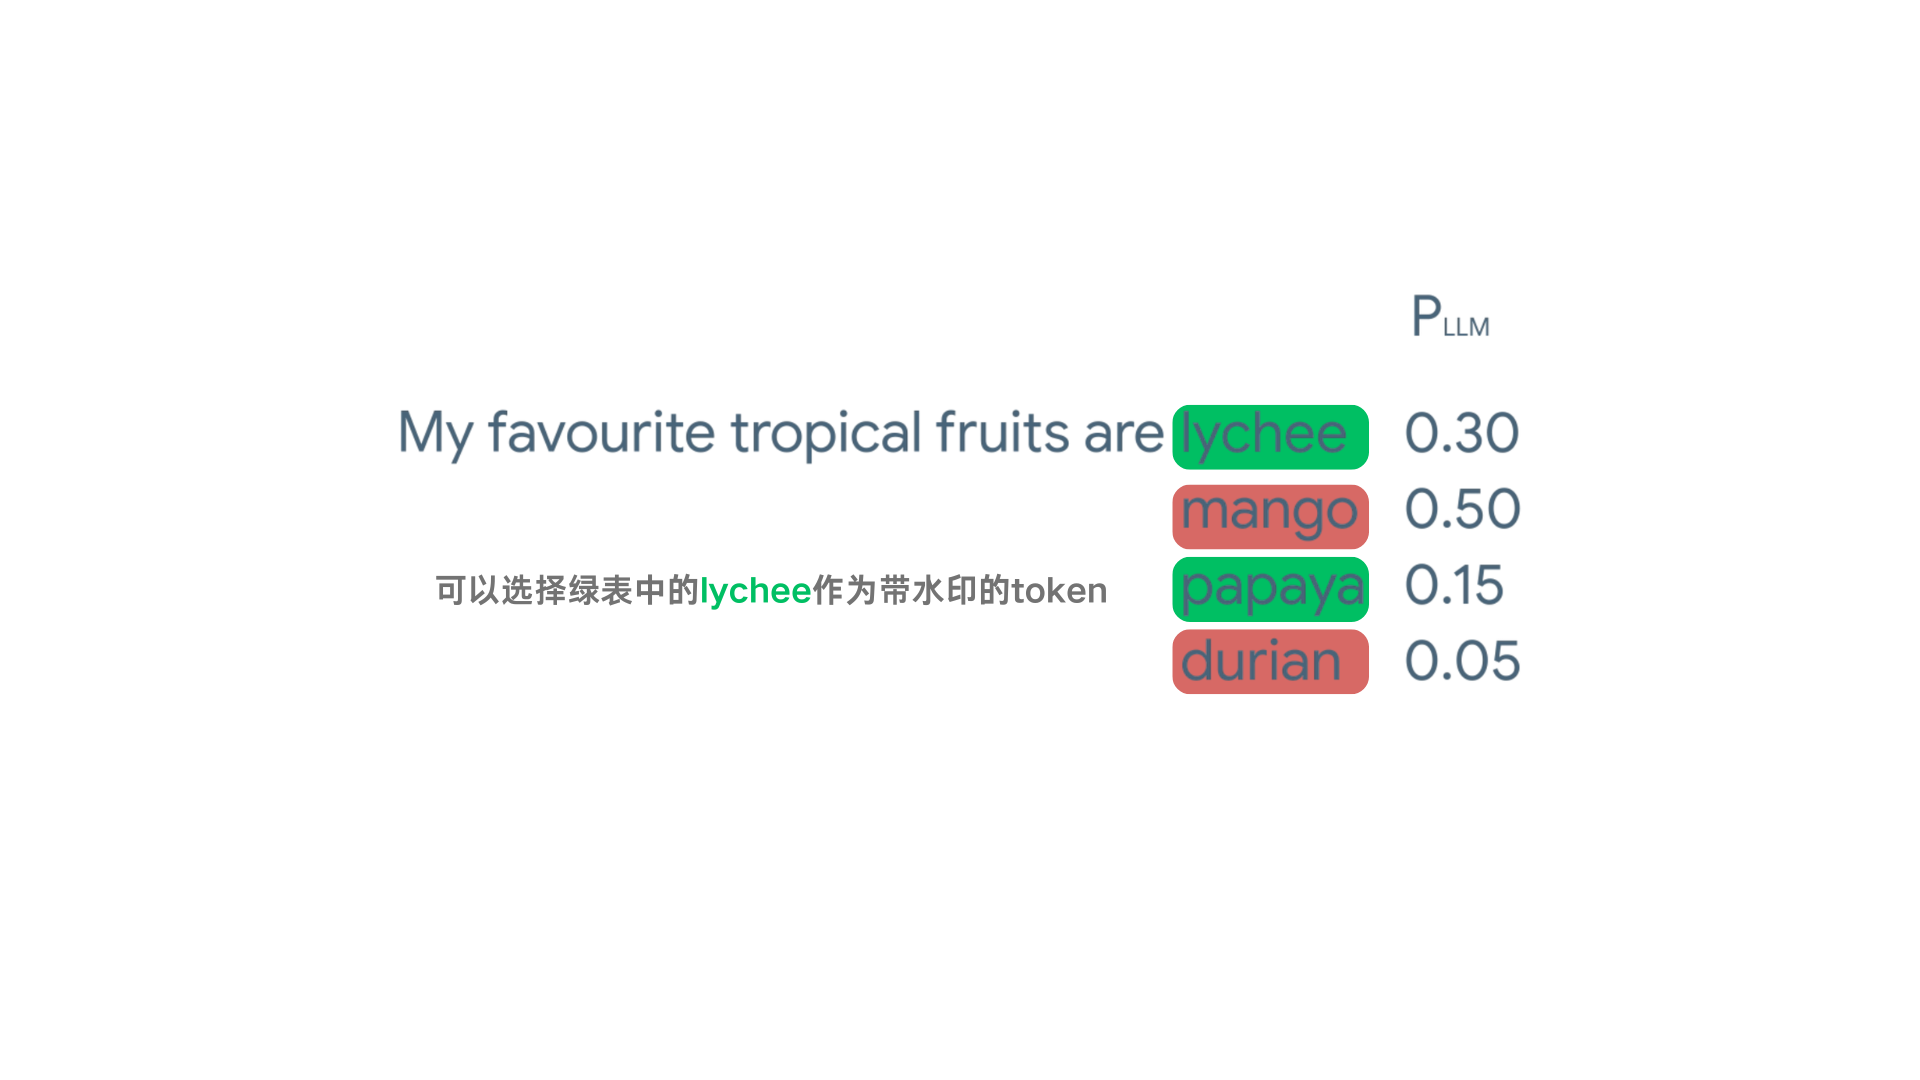 PLLM
My favourite tropical fruits are lychee 0.30
mango 0.50
可以选择绿表中的lychee作为带水印的token
papaya 0.15
durian 0.05